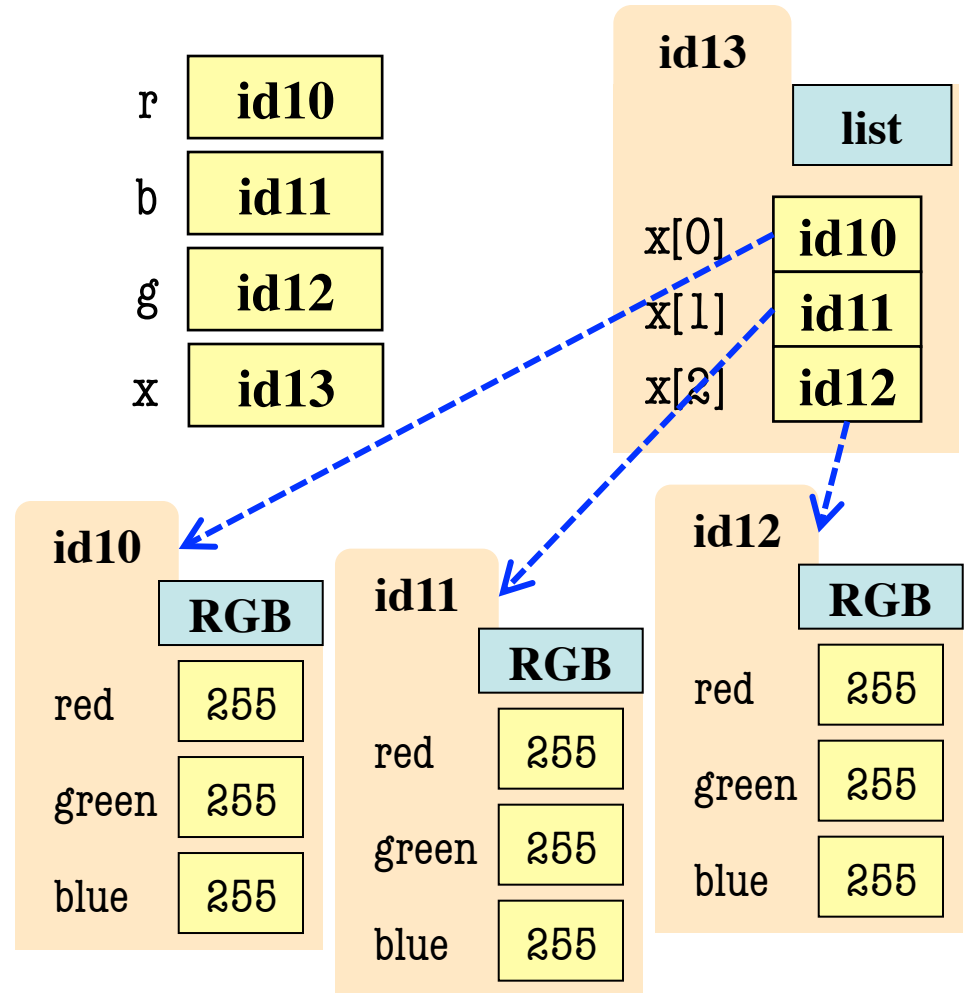 r id10
b id11
g id12
x id13
id13
list
x[0] id10
x[1] id11
x[2] id12
id10
RGB
red 255
green 255
blue 255
id11
RGB
red 255
green 255
blue 255
id12
RGB
red 255
green 255
blue 255